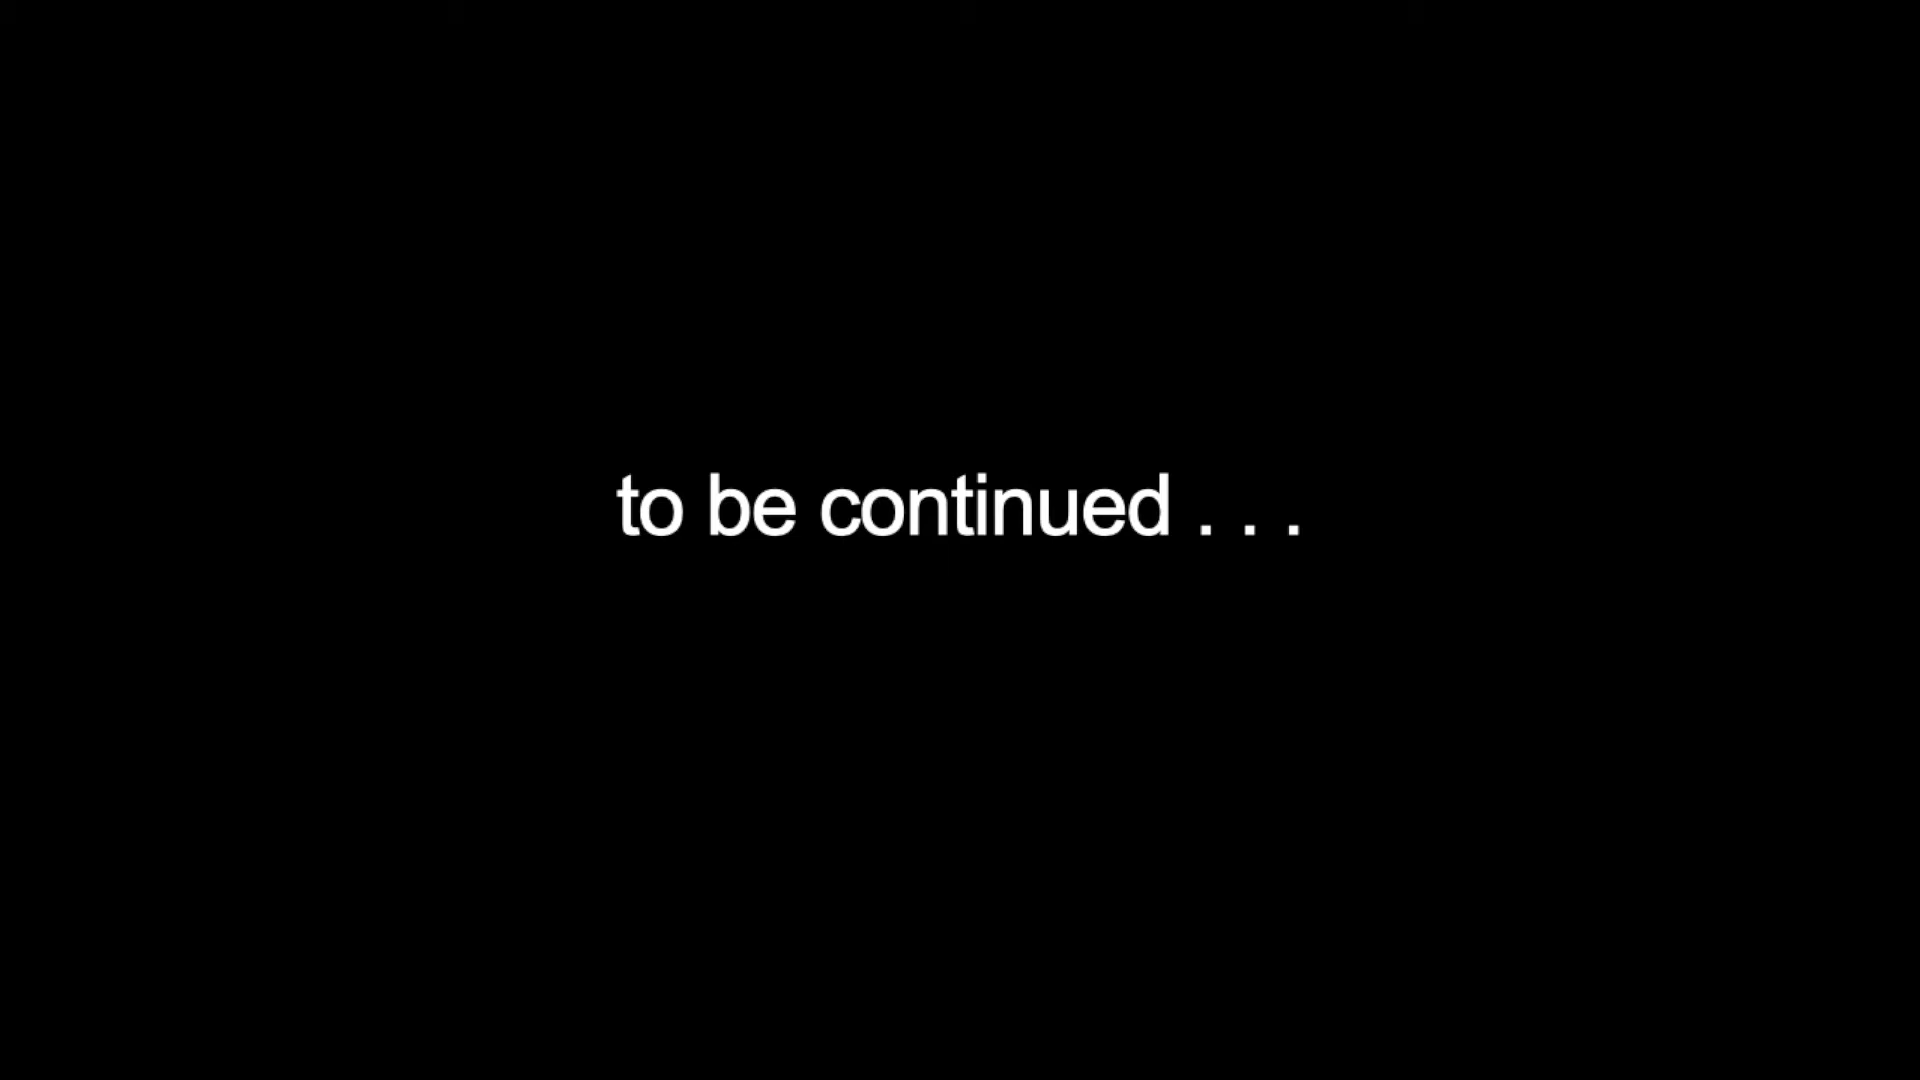 to be continued . . .